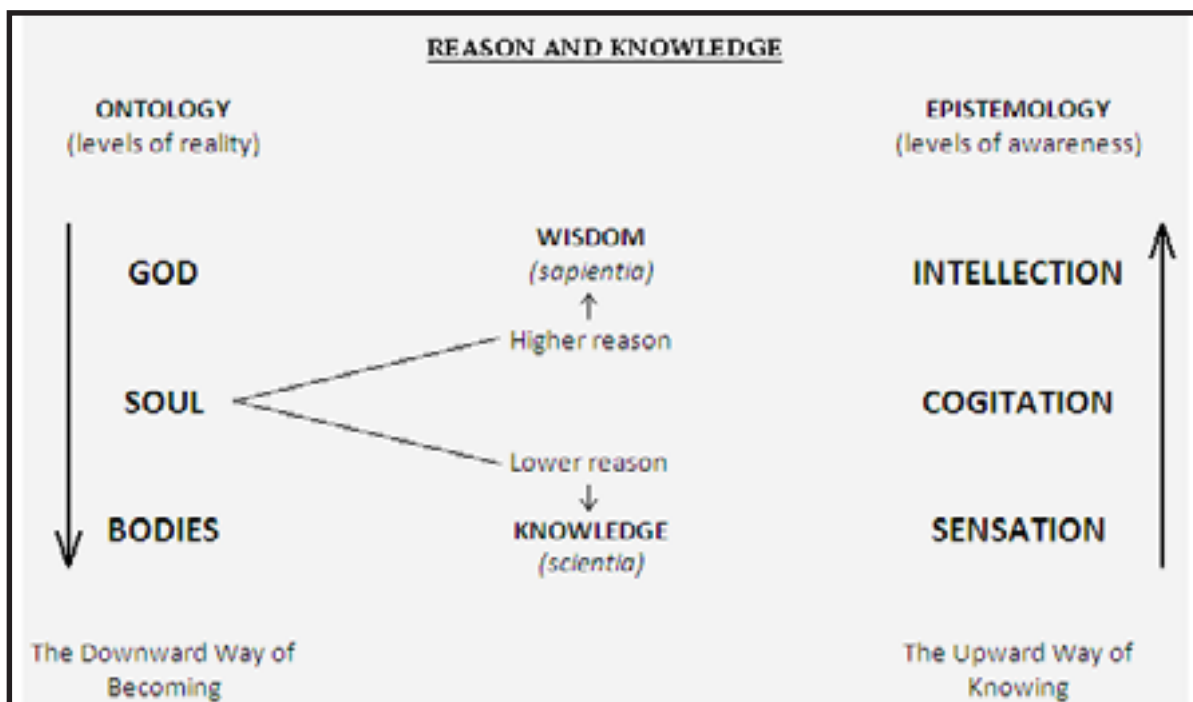 REASON AND KNOWLEDGE
ONTOLOGY
(levels of reality)
EPISTEMOLOGY
(levels of awareness)
GOD
WISDOM
(sapientia)
INTELLECTION
Higher reason
SOUL
COGITATION
Lower reason
BODIES
KNOWLEDGE
(scientia)
SENSATION
The Downward Way of
Becoming
The Upward Way of
Knowing